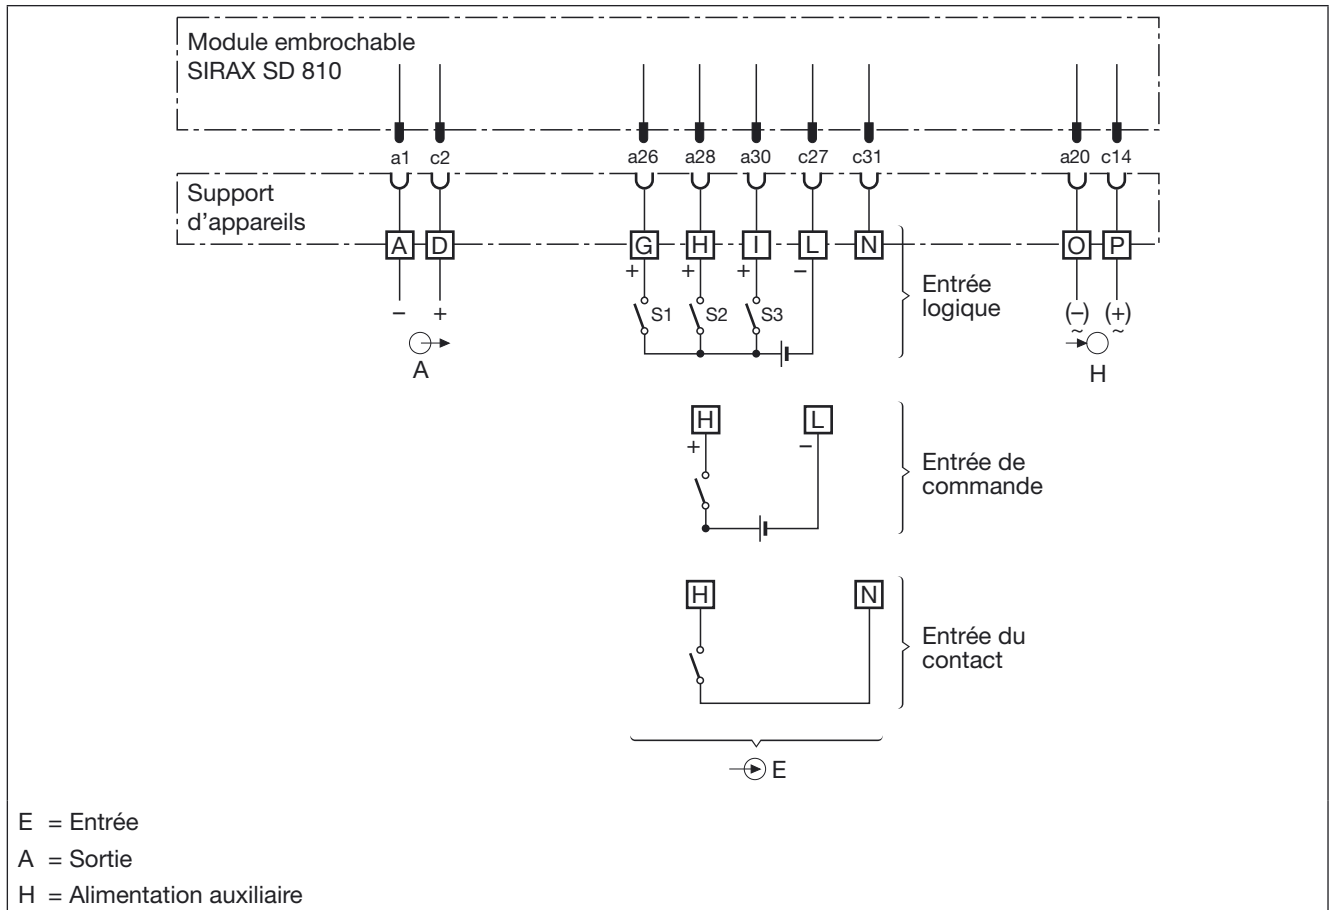 Module embrochable
SIRAX SD 810
a1 c2 a26 a28 a30 c27 c31 a20 c14
Support
d'appareils
A D G H I L N O P
+ + + −
Entrée
logique
S1 S2 S3
− + (−) (+)
~ ~
A H
H L
+ −
Entrée de
commande
H N
Entrée du
contact
E
E = Entrée
A = Sortie
H = Alimentation auxiliaire